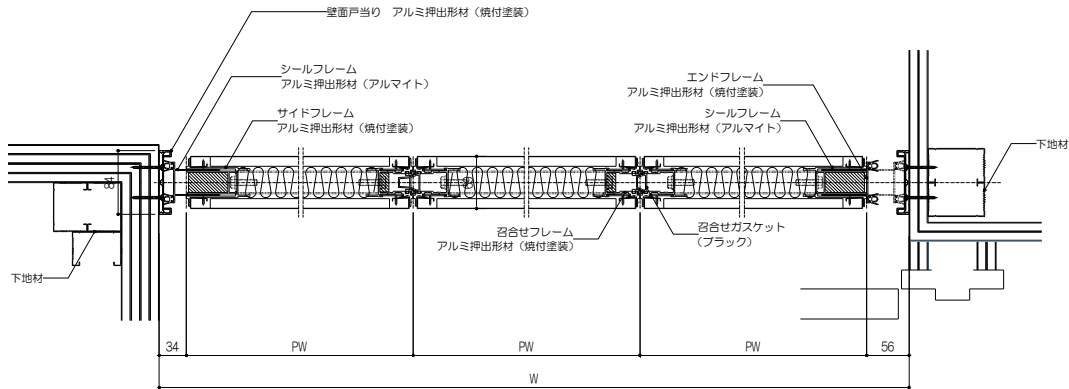 壁面戸当り アルミ押出形材（焼付塗装）
シールフレーム
アルミ押出形材（アルマイト）
サイドフレーム
アルミ押出形材（焼付塗装）
エンドフレーム
アルミ押出形材（焼付塗装）
シールフレーム
アルミ押出形材（アルマイト）
下地材
84
召合せフレーム
アルミ押出形材（焼付塗装）
召合せガスケット
（ブラック）
下地材
34
PW
PW
PW
56
W